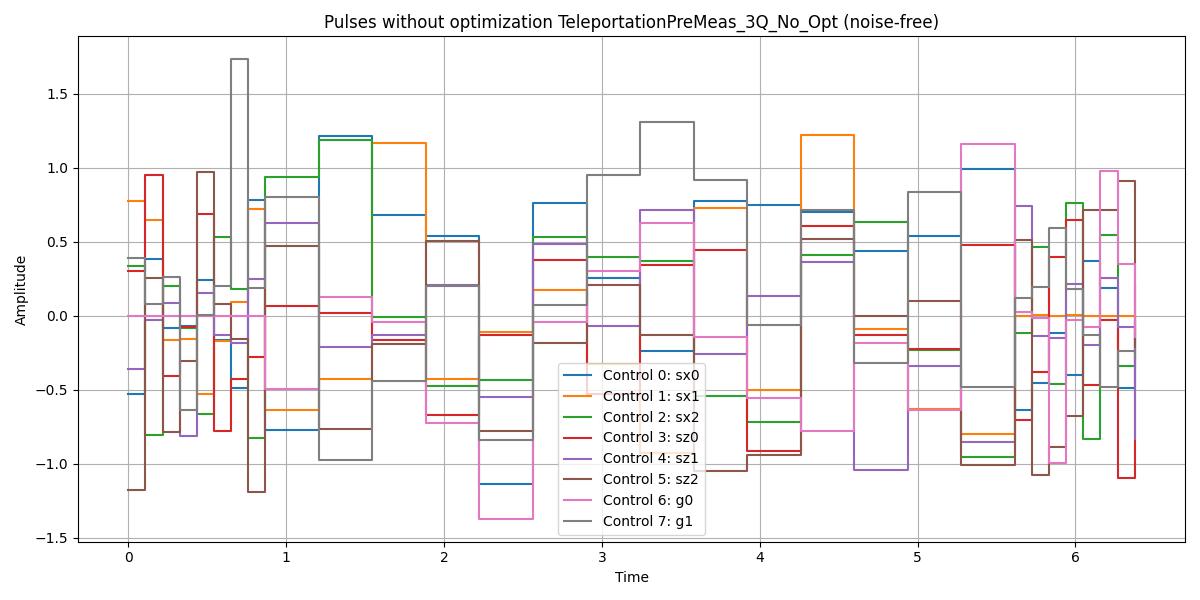 Pulses without optimization TeleportationPreMeas_3Q_No_Opt (noise-free)
Amplitude
1.5
1.0
0.5
0.0
−0.5
−1.0
−1.5
Control 0: sx0
Control 1: sx1
Control 2: sx2
Control 3: sz0
Control 4: sz1
Control 5: sz2
Control 6: g0
Control 7: g1
0 1 2 3 4 5 6
Time